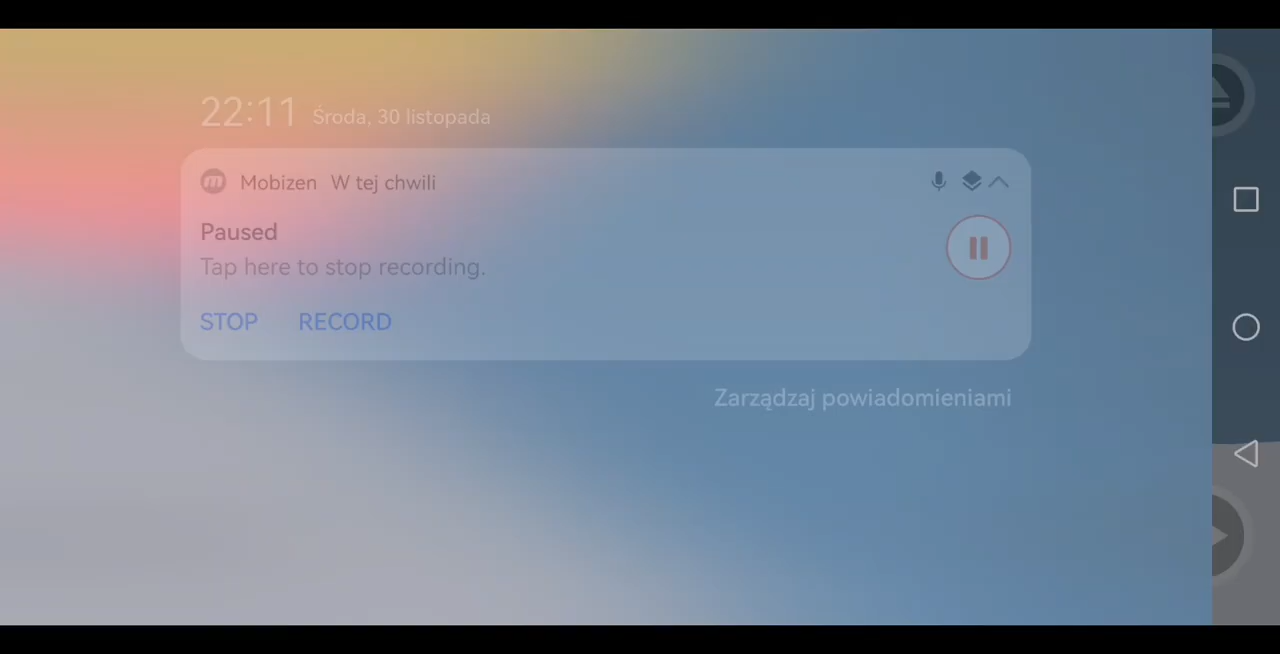 22:11 Środa, 30 listopada
Mobizen W tej chwili
Paused
Tap here to stop recording.
STOP RECORD
Zarządzaj powiadomieniami